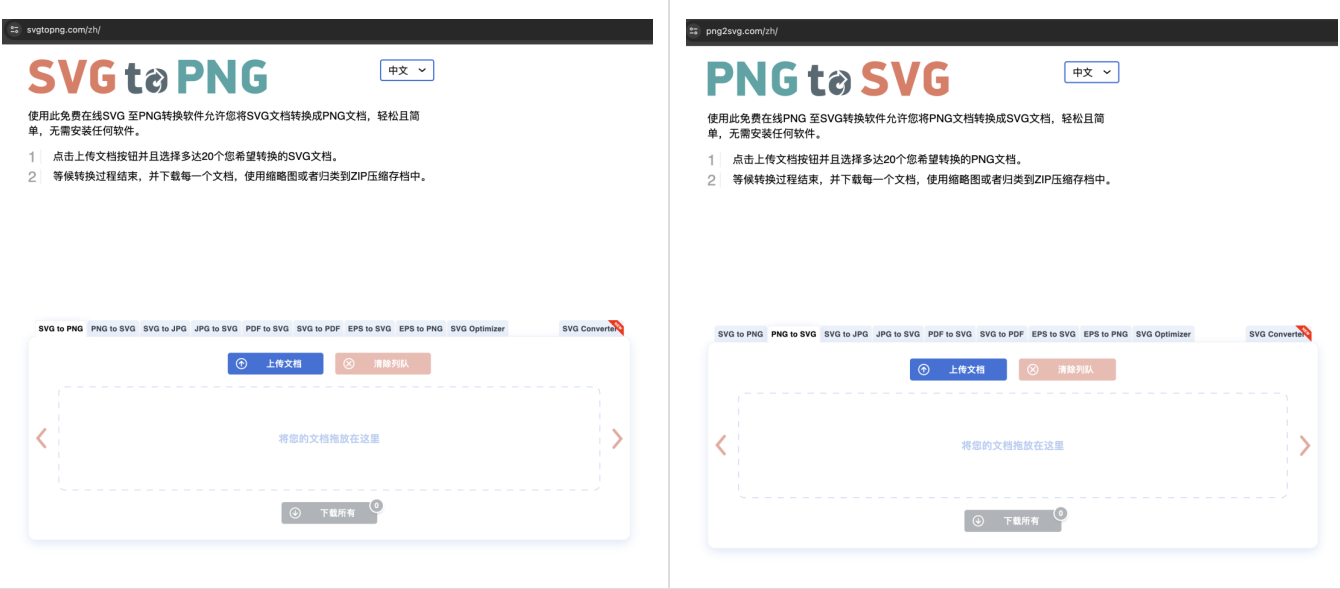 svgtopng.com/zh/
SVG to PNG
中文
使用此免费在线SVG 至PNG转换软件允许您将SVG文档转换成PNG文档，轻松且简
单，无需安装任何软件。
1 点击上传文档按钮并且选择多达20个您希望转换的SVG文档。
2 等候转换过程结束，并下载每一个文档，使用缩略图或者归类到ZIP压缩存档中。
SVG to PNG PNG to SVG SVG to JPG JPG to SVG PDF to SVG SVG to PDF EPS to SVG EPS to PNG SVG Optimizer SVG Converter
上传文档 清除列队
将您的文档拖放在这里
下载所有 0
png2svg.com/zh/
PNG to SVG
中文
使用此免费在线PNG 至SVG转换软件允许您将PNG文档转换成SVG文档，轻松且简
单，无需安装任何软件。
1 点击上传文档按钮并且选择多达20个您希望转换的PNG文档。
2 等候转换过程结束，并下载每一个文档，使用缩略图或者归类到ZIP压缩存档中。
SVG to PNG PNG to SVG SVG to JPG JPG to SVG PDF to SVG SVG to PDF EPS to SVG EPS to PNG SVG Optimizer SVG Converter
上传文档 清除列队
将您的文档拖放在这里
下载所有 0